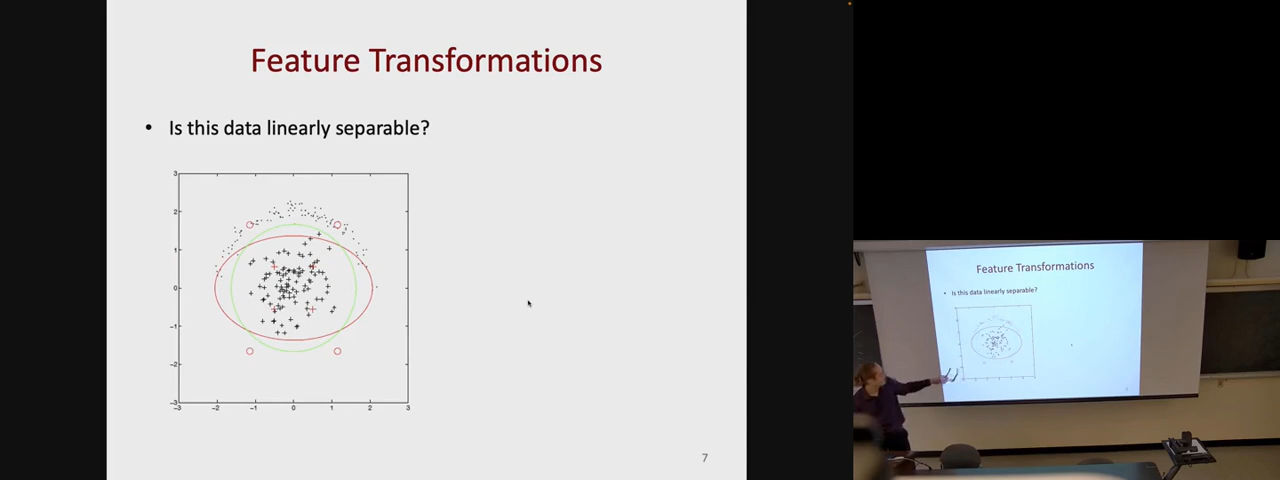 Feature Transformations
• Is this data linearly separable?
3
2
1
0
−1
−2
−3
−3 −2 −1 0 1 2 3
7
Feature Transformations
• Is this data linearly separable?